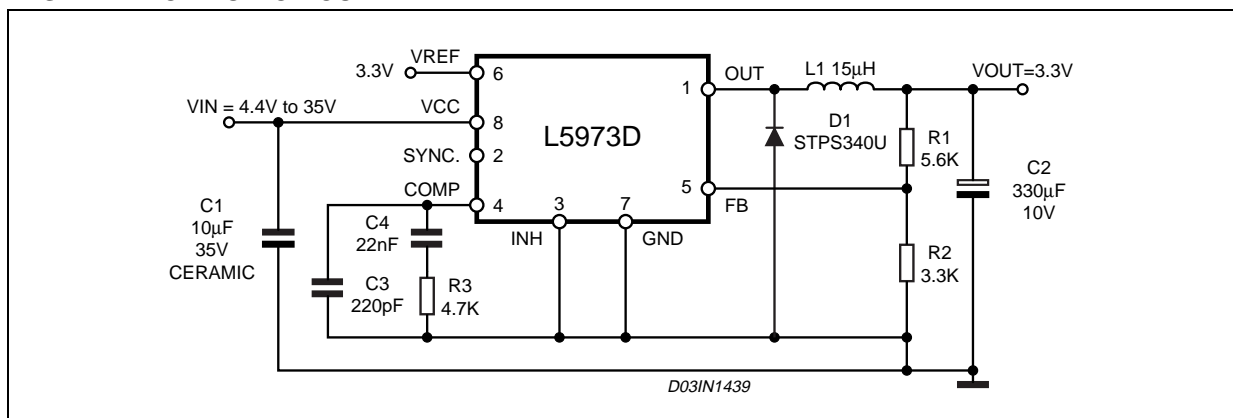 VREF
3.3V
6
VIN = 4.4V to 35V
VCC
8
SYNC.
2
COMP
4
L5973D
3
7
INH
GND
1
OUT
5
FB
L1 15μH
VOUT=3.3V
D1
STPS340U
R1
5.6K
C2
330μF
10V
R2
3.3K
C1
10μF
35V
CERAMIC
C4
22nF
C3
220pF
R3
4.7K
D03IN1439